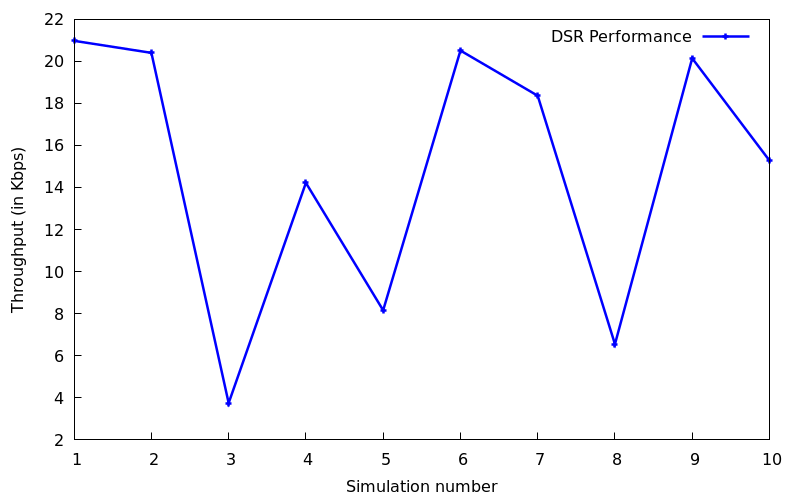 22
20
18
16
14
12
10
8
6
4
2
Throughput (in Kbps)
DSR Performance
1 2 3 4 5 6 7 8 9 10
Simulation number